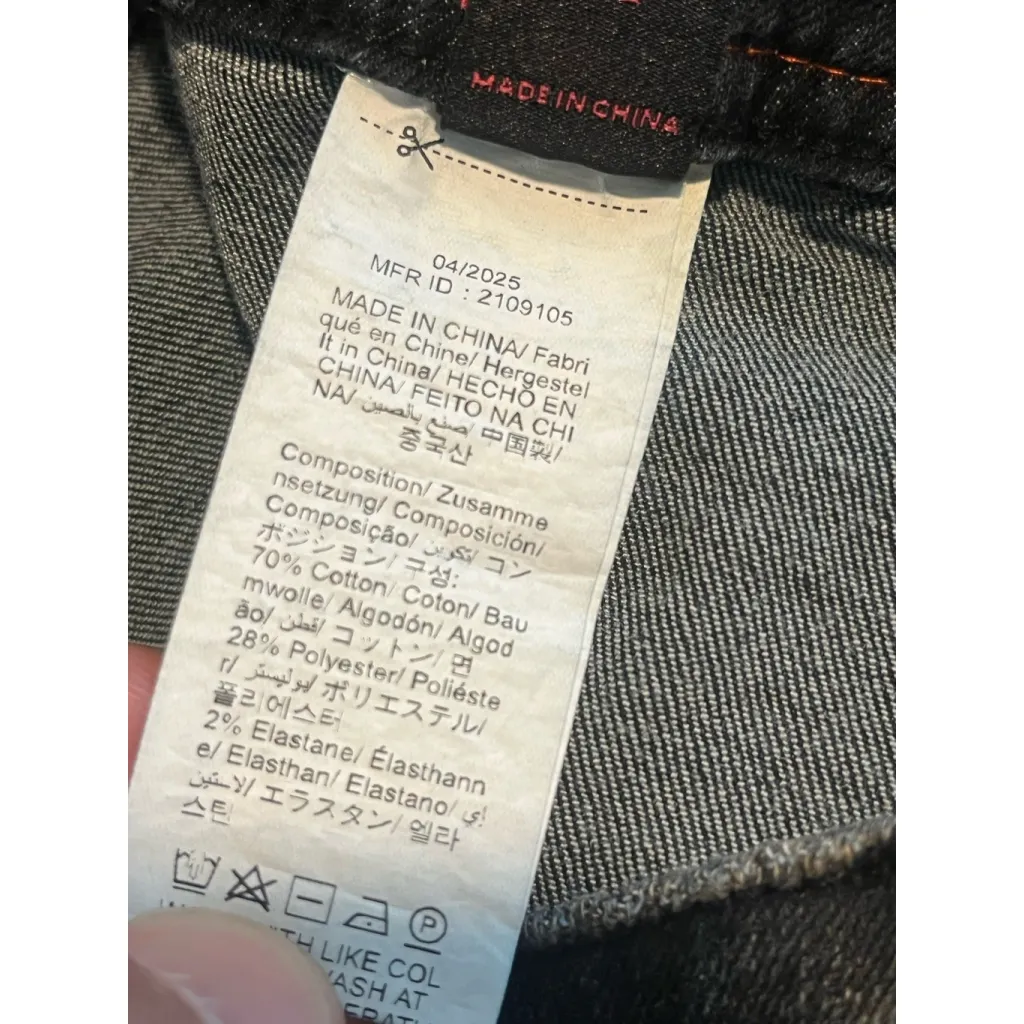 MADE IN CHINA
04/2025
MFR ID : 2109105
MADE IN CHINA/ Fabri
qué en Chine/ Hergestel
lt in China/ HECHO EN
CHINA/ FEITO NA CHI
NA/ صنع بالصين/ 中国製/
중국산
Composition/ Zusamme
nsetzung/ Composición/
Composição/ تكوين/ コン
ポジション/ 구성:
70% Cotton/ Coton/ Bau
mwolle/ Algodón/ Algod
ão/ قطن/ コットン/ 면
28% Polyester/ Polyéste
r/ بوليستر/ ポリエステル/
폴리에스터
2% Elastane/ Élasthann
e/ Elasthan/ Elastano/ إي
لاستين/ エラスタン/ 엘라
스틴
P
TH LIKE COL
WASH AT